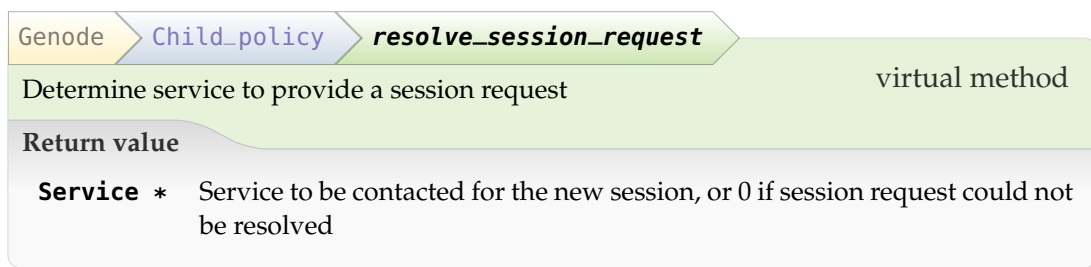 Genode Child_policy resolve_session_request
virtual method
Determine service to provide a session request
Return value
Service * Service to be contacted for the new session, or 0 if session request could not
be resolved